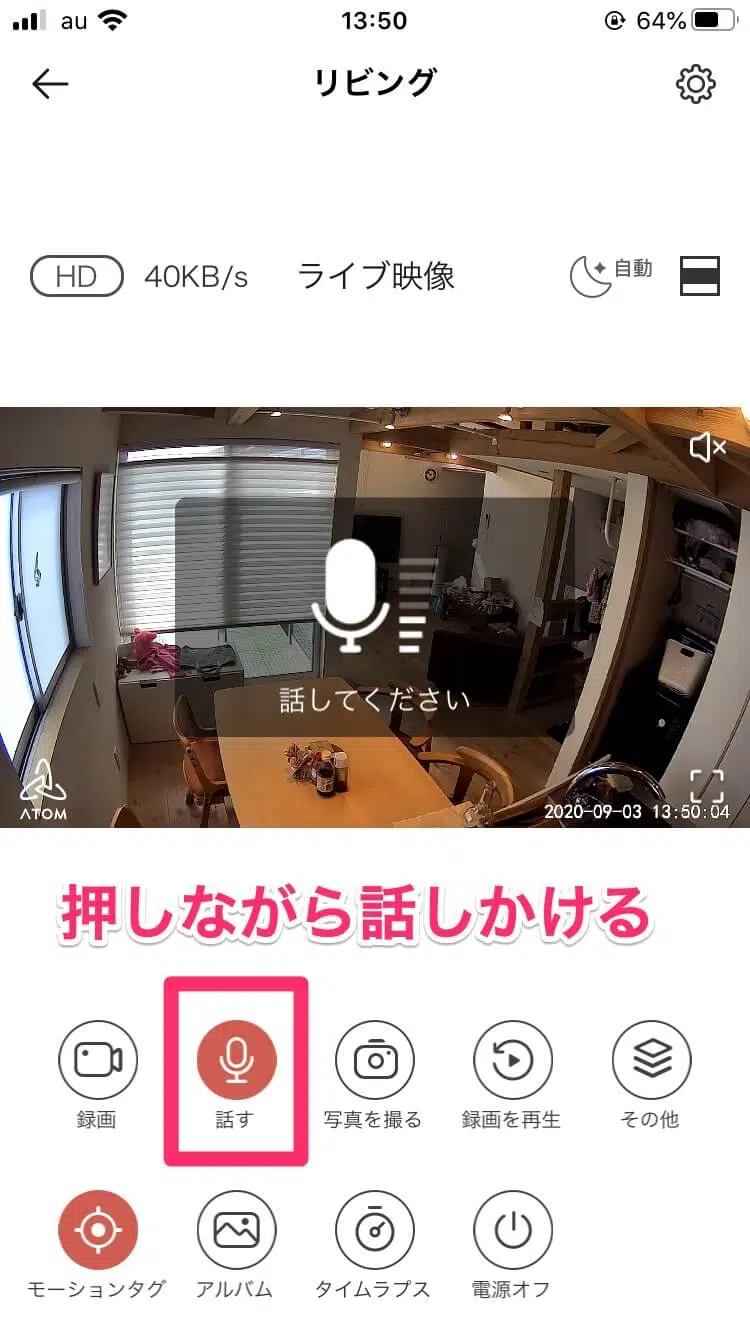 au 13:50 64%
リビング
HD 40KB/s ライブ映像 自動
話してください
ATOM
2020-09-03 13:50:04
押しながら話しかける
録画 話す 写真を撮る 録画を再生 その他
モーションタグ アルバム タイムラプス 電源オフ